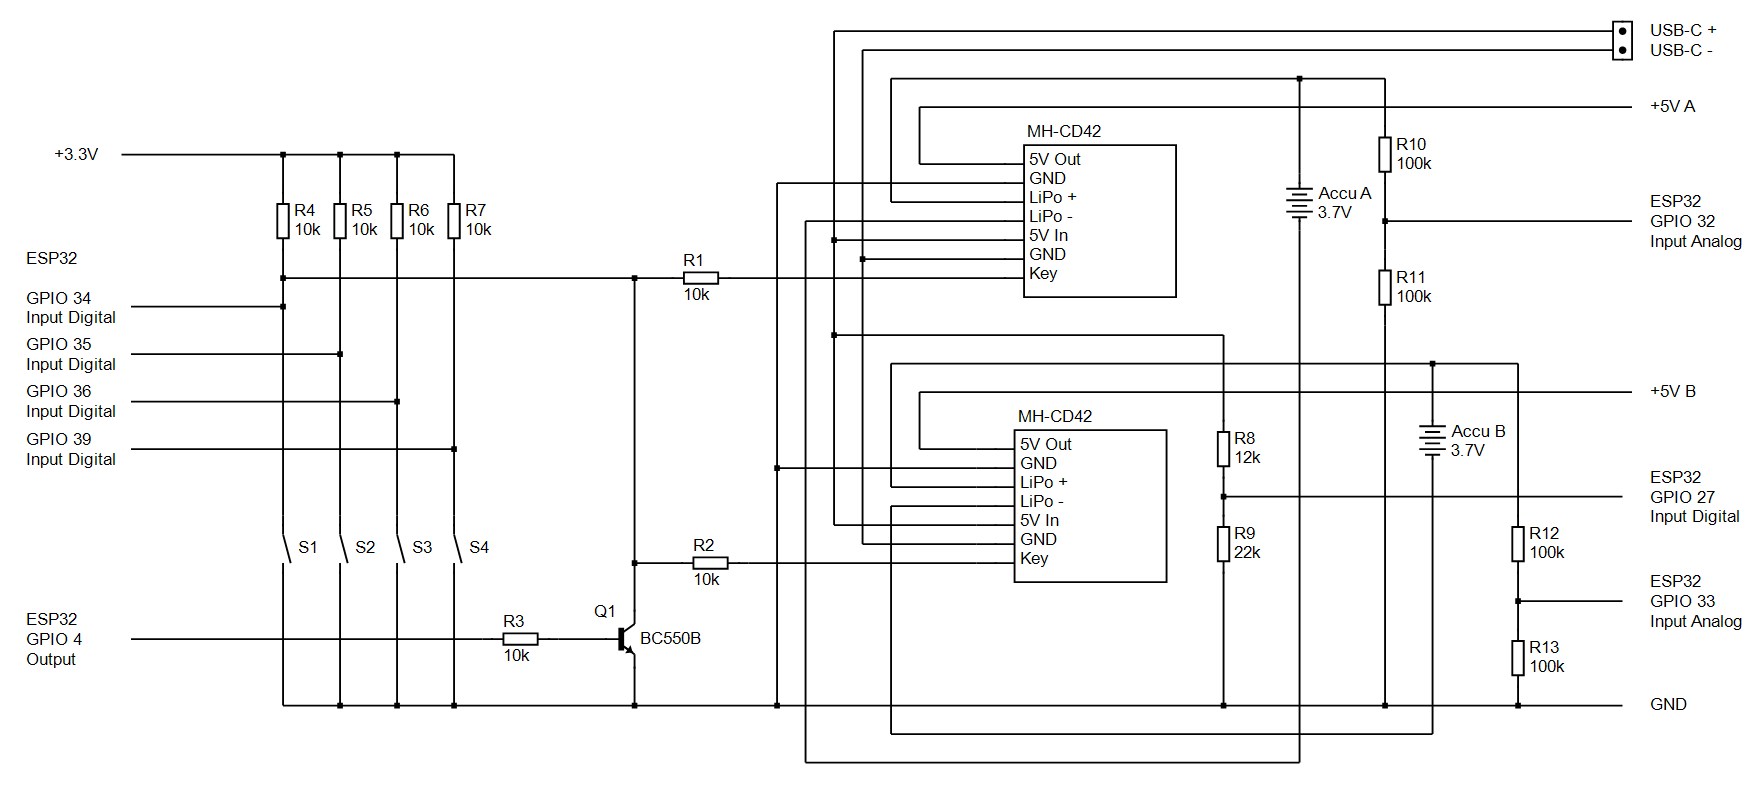 USB-C +
USB-C -
+5V A
MH-CD42
5V Out
GND
LiPo +
LiPo -
5V In
GND
Key
R10
100k
+3.3V
Accu A
3.7V
ESP32
GPIO 32
Input Analog
R4
10k
R5
10k
R6
10k
R7
10k
ESP32
R1
10k
R11
100k
GPIO 34
Input Digital
GPIO 35
Input Digital
GPIO 36
Input Digital
GPIO 39
Input Digital
+5V B
MH-CD42
5V Out
GND
LiPo +
LiPo -
5V In
GND
Key
R8
12k
Accu B
3.7V
ESP32
GPIO 27
Input Digital
R9
22k
R12
100k
S1
S2
S3
S4
R2
10k
ESP32
GPIO 33
Input Analog
ESP32
GPIO 4
Output
R3
10k
Q1
BC550B
R13
100k
GND